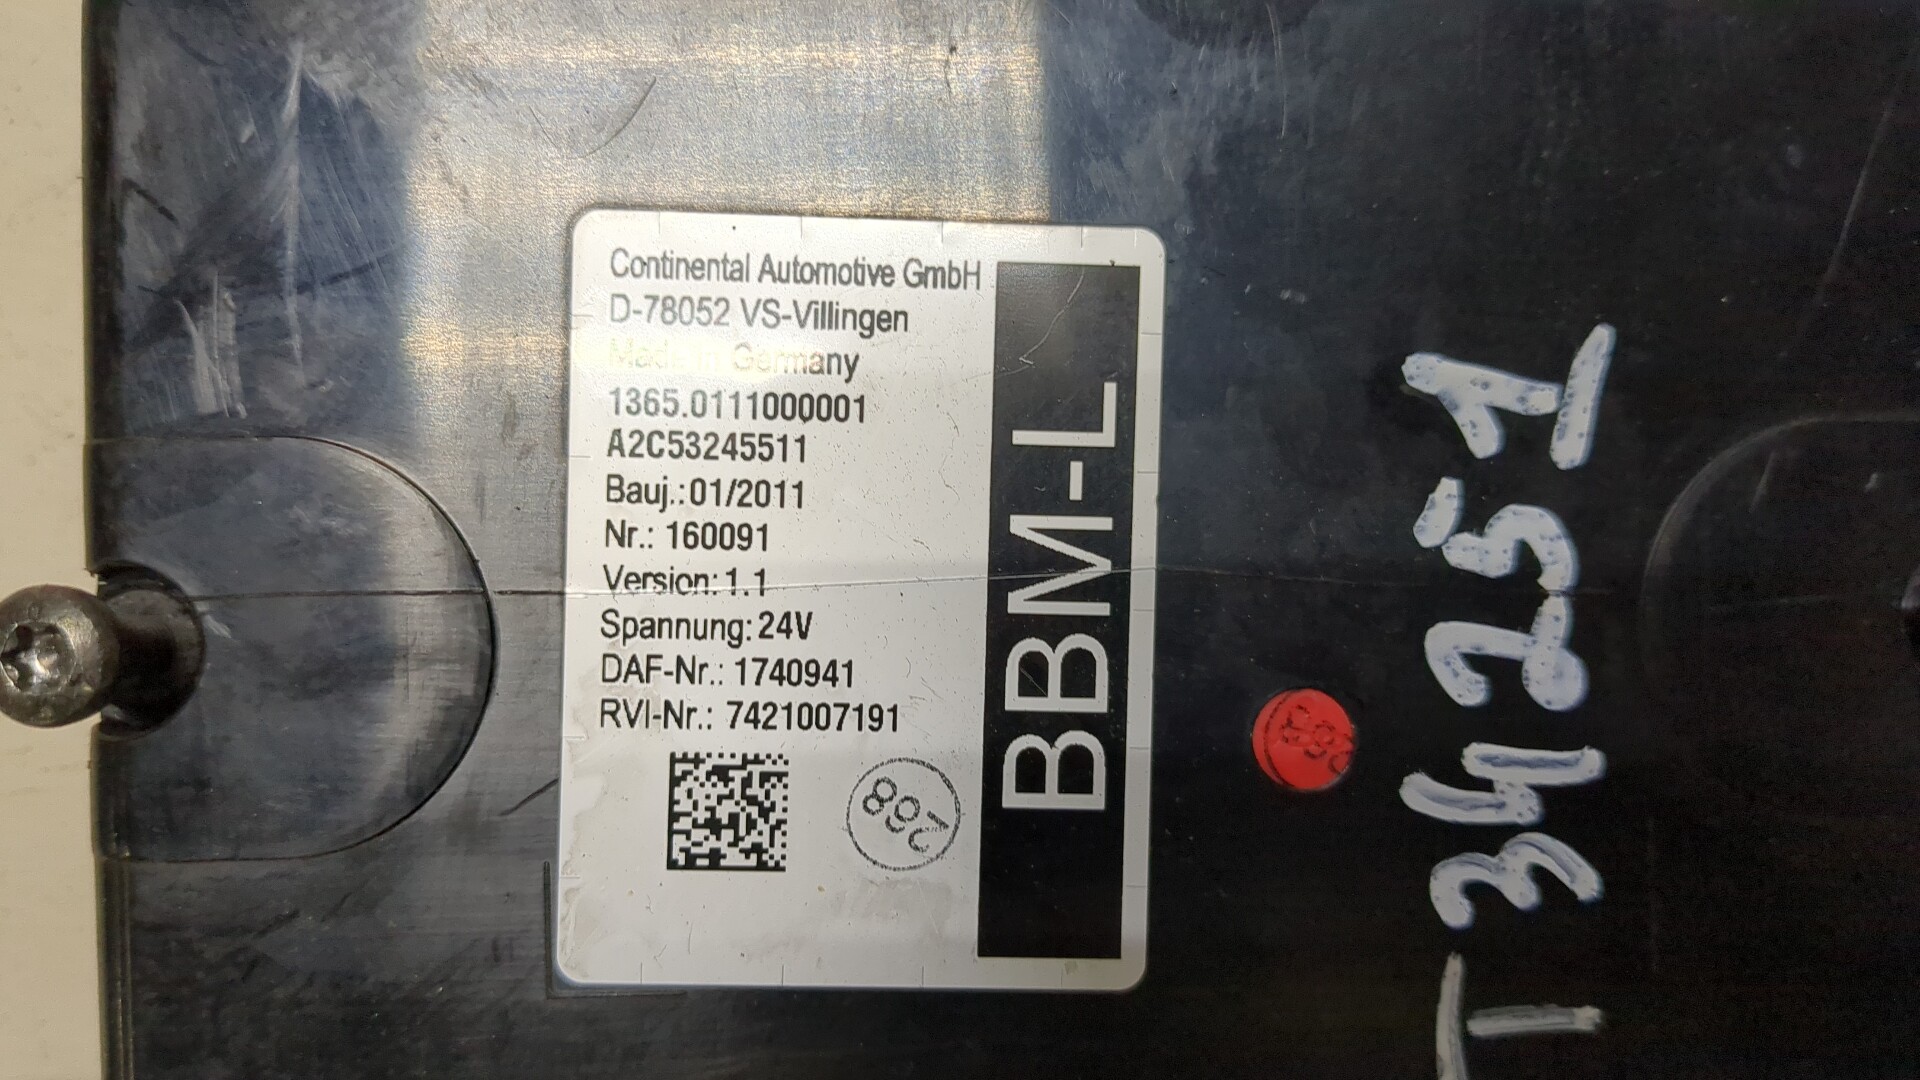 Continental Automotive GmbH
D-78052 VS-Villingen
Made in Germany
1365.0111000001
A2C53245511
Bauj.:01/2011
Nr.: 160091
Version: 1.1
Spannung: 24V
DAF-Nr.: 1740941
RVI-Nr.: 7421007191
268
BBM-L
268
T 34251